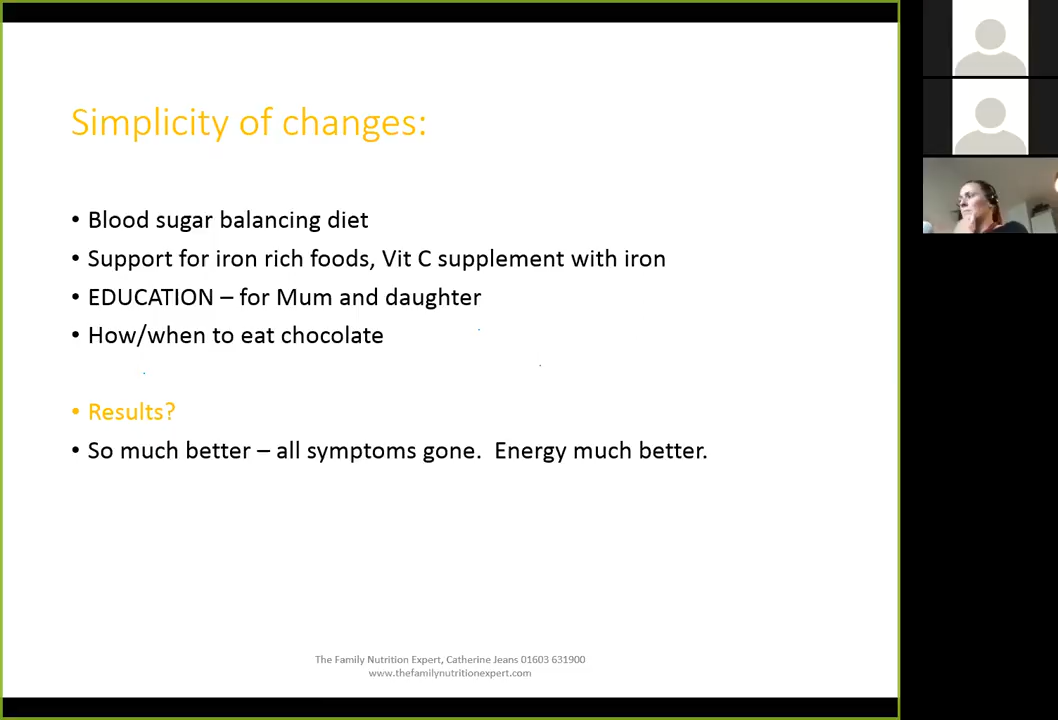 Simplicity of changes:
• Blood sugar balancing diet
• Support for iron rich foods, Vit C supplement with iron
• EDUCATION – for Mum and daughter
• How/when to eat chocolate
• Results?
• So much better – all symptoms gone.  Energy much better.
The Family Nutrition Expert, Catherine Jeans 01603 631900
www.thefamilynutritionexpert.com